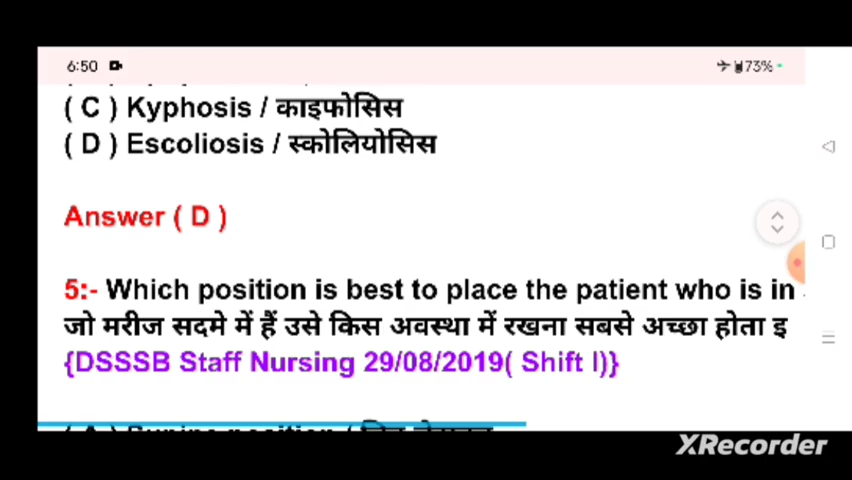 6:50
73%
( C ) Kyphosis / काइफोसिस
( D ) Escoliosis / स्कोलियोसिस
Answer ( D )
5:- Which position is best to place the patient who is in
जो मरीज सदमे में हैं उसे किस अवस्था में रखना सबसे अच्छा होता
{DSSSB Staff Nursing 29/08/2019( Shift I)}
XRecorder